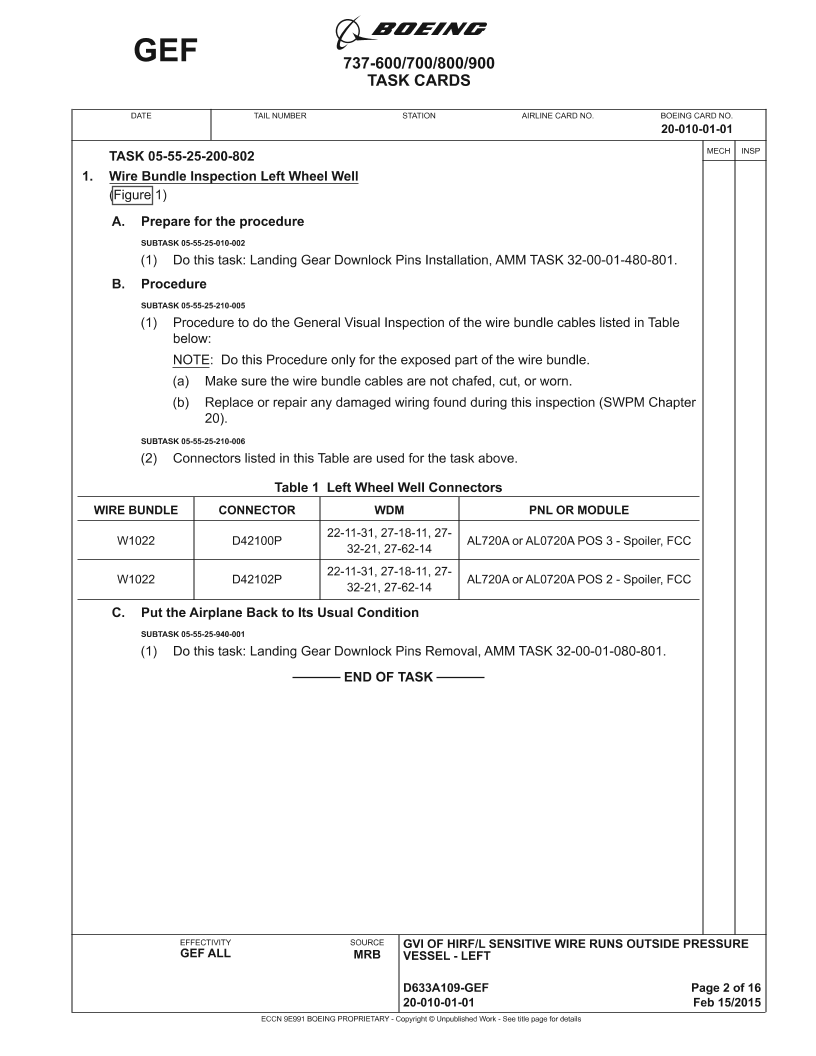 GEF
BOEING
737-600/700/800/900
TASK CARDS
DATE
TAIL NUMBER
STATION
AIRLINE CARD NO.
BOEING CARD NO.
20-010-01-01
MECH
INSP
TASK 05-55-25-200-802
1. Wire Bundle Inspection Left Wheel Well
(Figure 1)
A. Prepare for the procedure
SUBTASK 05-55-25-010-002
(1) Do this task: Landing Gear Downlock Pins Installation, AMM TASK 32-00-01-480-801.
B. Procedure
SUBTASK 05-55-25-210-005
(1) Procedure to do the General Visual Inspection of the wire bundle cables listed in Table
below:
NOTE: Do this Procedure only for the exposed part of the wire bundle.
(a) Make sure the wire bundle cables are not chafed, cut, or worn.
(b) Replace or repair any damaged wiring found during this inspection (SWPM Chapter
20).
SUBTASK 05-55-25-210-006
(2) Connectors listed in this Table are used for the task above.
Table 1 Left Wheel Well Connectors
WIRE BUNDLE CONNECTOR WDM PNL OR MODULE
W1022 D42100P 22-11-31, 27-18-11, 27-
32-21, 27-62-14 AL720A or AL0720A POS 3 - Spoiler, FCC
W1022 D42102P 22-11-31, 27-18-11, 27-
32-21, 27-62-14 AL720A or AL0720A POS 2 - Spoiler, FCC
C. Put the Airplane Back to Its Usual Condition
SUBTASK 05-55-25-940-001
(1) Do this task: Landing Gear Downlock Pins Removal, AMM TASK 32-00-01-080-801.
END OF TASK
EFFECTIVITY
GEF ALL
SOURCE
MRB
GVI OF HIRF/L SENSITIVE WIRE RUNS OUTSIDE PRESSURE
VESSEL - LEFT
D633A109-GEF Page 2 of 16
20-010-01-01 Feb 15/2015
ECCN 9E991 BOEING PROPRIETARY - Copyright © Unpublished Work - See title page for details